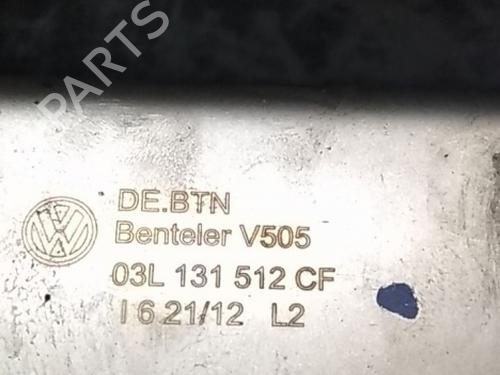 PARTS
DE.BTN
Benteler V505
03L 131 512 CF
I 6 21/12 L2